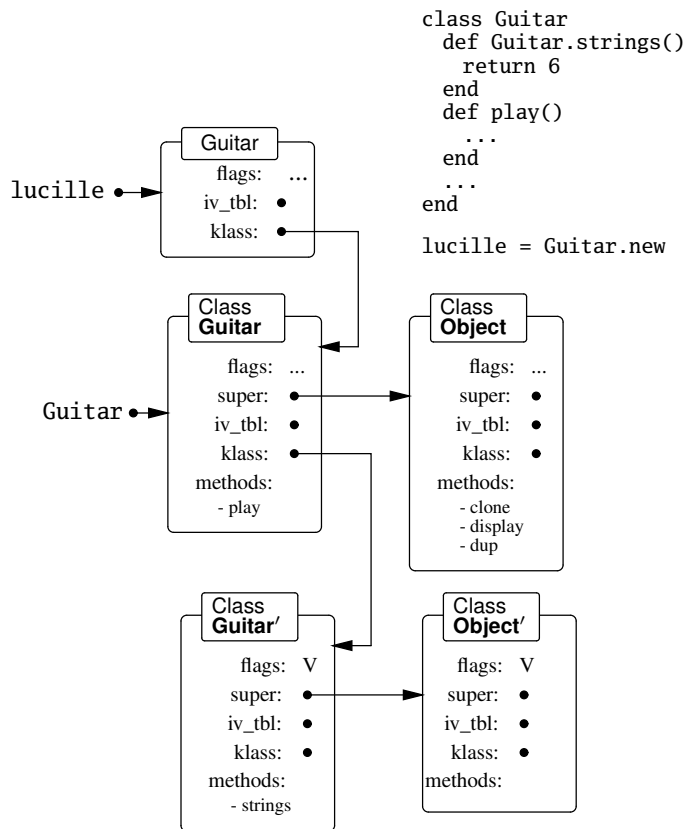 class Guitar
def Guitar.strings()
return 6
end
def play()
...
end
...
end
lucille = Guitar.new
lucille
Guitar
flags: ...
iv_tbl:
klass:
Guitar
Class
Guitar
flags: ...
super:
iv_tbl:
klass:
methods:
- play
Class
Object
flags: ...
super:
iv_tbl:
klass:
methods:
- clone
- display
- dup
Class
Guitar′
flags: V
super:
iv_tbl:
klass:
methods:
- strings
Class
Object′
flags: V
super:
iv_tbl:
klass:
methods: